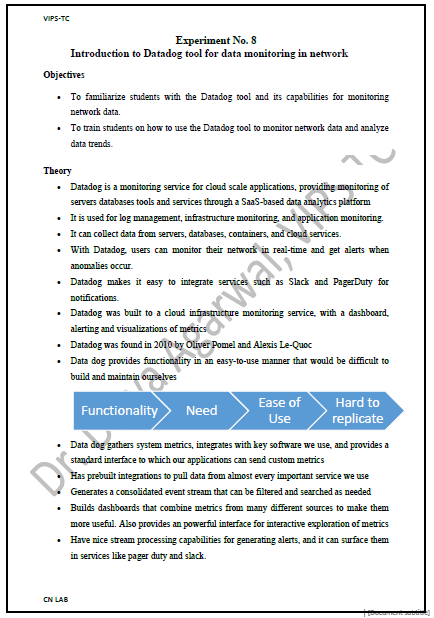 VIPS-TC
Experiment No. 8
Introduction to Datadog tool for data monitoring in network
Objectives
• To familiarize students with the Datadog tool and its capabilities for monitoring
network data.
• To train students on how to use the Datadog tool to monitor network data and analyze
data trends.
Theory
• Datadog is a monitoring service for cloud scale applications, providing monitoring of
servers databases tools and services through a SaaS-based data analytics platform
• It is used for log management, infrastructure monitoring, and application monitoring.
• It can collect data from servers, databases, containers, and cloud services.
• With Datadog, users can monitor their network in real-time and get alerts when
anomalies occur.
• Datadog makes it easy to integrate services such as Slack and PagerDuty for
notifications.
• Datadog was built to a cloud infrastructure monitoring service, with a dashboard,
alerting and visualizations of metrics
• Datadog was found in 2010 by Oliver Pomel and Alexis Le-Quoc
• Data dog provides functionality in an easy-to-use manner that would be difficult to
build and maintain ourselves
Functionality
Need
Ease of
Use
Hard to
replicate
• Data dog gathers system metrics, integrates with key software we use, and provides a
standard interface to which our applications can send custom metrics
• Has prebuilt integrations to pull data from almost every important service we use
• Generates a consolidated event stream that can be filtered and searched as needed
• Builds dashboards that combine metrics from many different sources to make them
more useful. Also provides an powerful interface for interactive exploration of metrics
• Have nice stream processing capabilities for generating alerts, and it can surface them
in services like pager duty and slack.
CN LAB
| [Document subtitle]
Agarwal, VIPS-TC